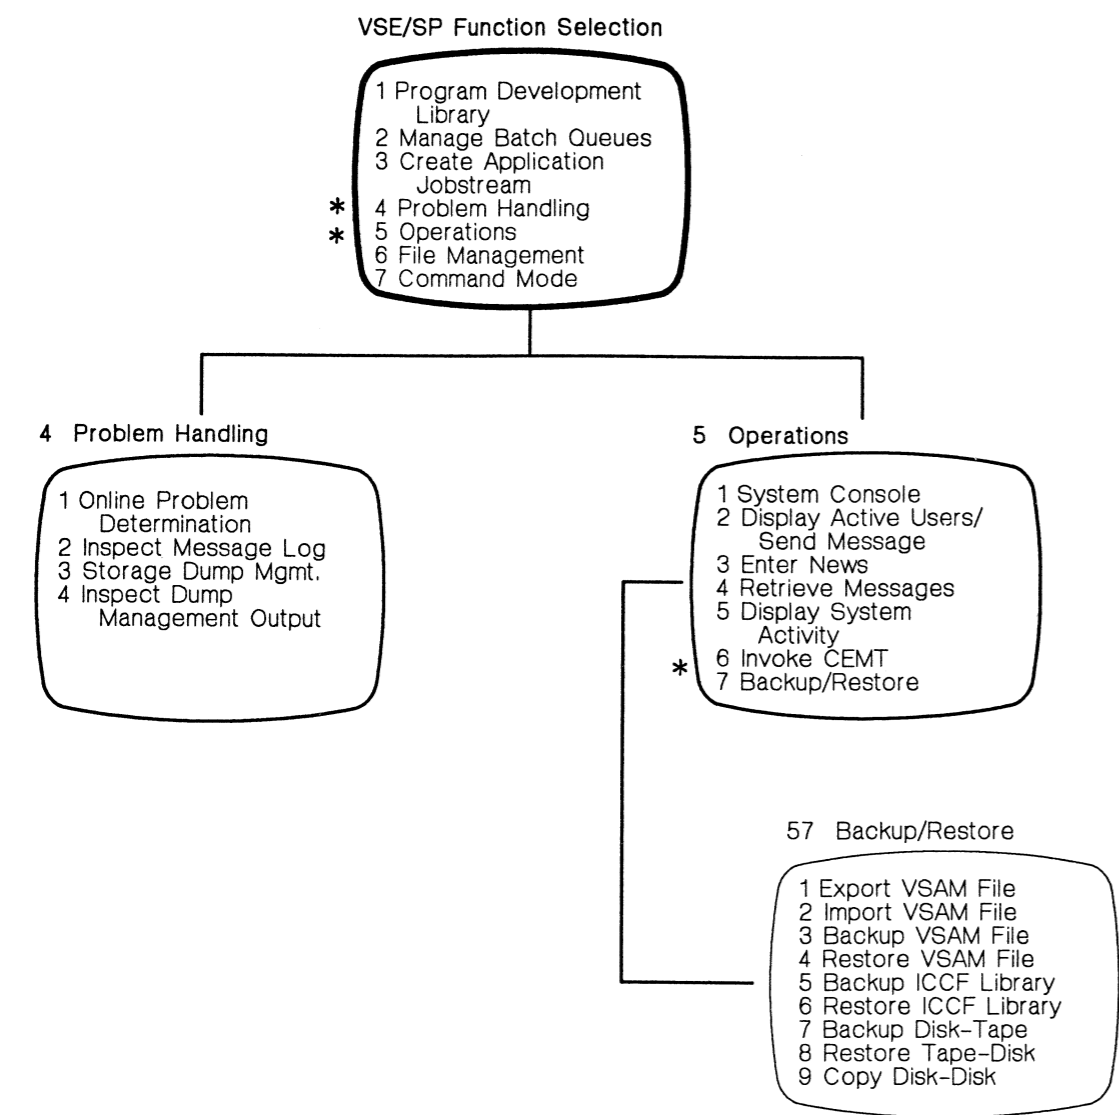 VSE/SP Function Selection
1 Program Development
Library
2 Manage Batch Queues
3 Create Application
Jobstream
* 4 Problem Handling
* 5 Operations
6 File Management
7 Command Mode
4 Problem Handling
1 Online Problem
Determination
2 Inspect Message Log
3 Storage Dump Mgmt.
4 Inspect Dump
Management Output
5 Operations
1 System Console
2 Display Active Users/
Send Message
3 Enter News
4 Retrieve Messages
5 Display System
Activity
6 Invoke CEMT
* 7 Backup/Restore
57 Backup/Restore
1 Export VSAM File
2 Import VSAM File
3 Backup VSAM File
4 Restore VSAM File
5 Backup ICCF Library
6 Restore ICCF Library
7 Backup Disk-Tape
8 Restore Tape-Disk
9 Copy Disk-Disk